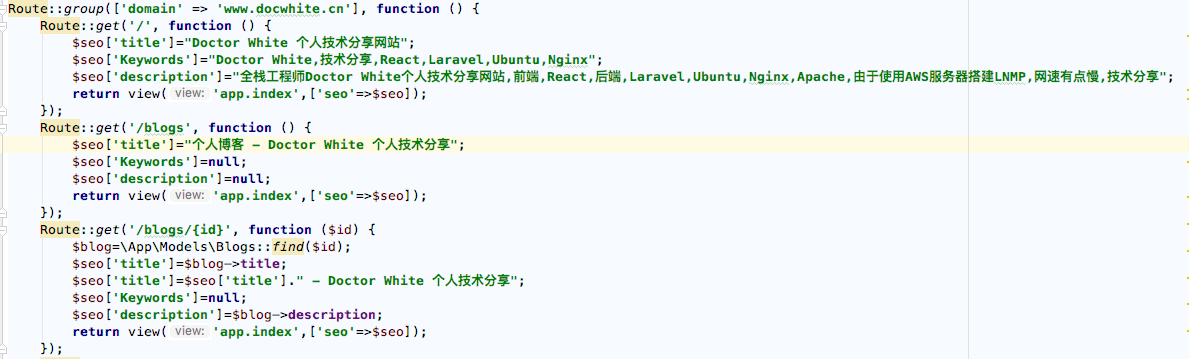 Route::group(['domain' => 'www.docwhite.cn'], function () {
    Route::get('/', function () {
        $seo['title']="Doctor White 个人技术分享网站";
        $seo['Keywords']="Doctor White,技术分享,React,Laravel,Ubuntu,Nginx";
        $seo['description']="全栈工程师Doctor White个人技术分享网站,前端,React,后端,Laravel,Ubuntu,Nginx,Apache,由于使用AWS服务器搭建LNMP,网速有点慢,技术分享";
        return view( view: 'app.index',['seo'=>$seo]);
    });
    Route::get('/blogs', function () {
        $seo['title']="个人博客 — Doctor White 个人技术分享";
        $seo['Keywords']=null;
        $seo['description']=null;
        return view( view: 'app.index',['seo'=>$seo]);
    });
    Route::get('/blogs/{id}', function ($id) {
        $blog=\App\Models\Blogs::find($id);
        $seo['title']=$blog->title;
        $seo['title']=$seo['title']." — Doctor White 个人技术分享";
        $seo['Keywords']=null;
        $seo['description']=$blog->description;
        return view( view: 'app.index',['seo'=>$seo]);
    });